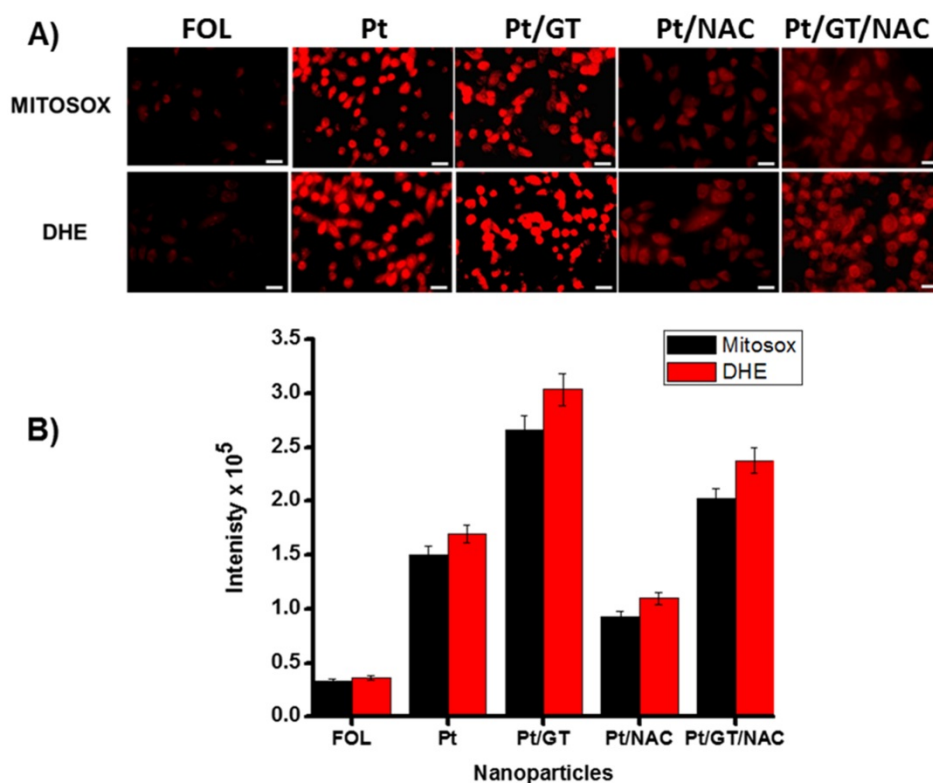 A)
FOL Pt Pt/GT Pt/NAC Pt/GT/NAC
MITOSOX
DHE
B)
Intenisty x 10⁵
3.5
3.0
2.5
2.0
1.5
1.0
0.5
0.0
Mitosox
DHE
FOL Pt Pt/GT Pt/NAC Pt/GT/NAC
Nanoparticles